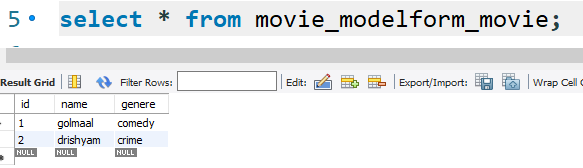 5 select * from movie_modelform_movie;
Result Grid Filter Rows: Edit: Export/Import: Wrap Cell C
id name genere
1 golmaal comedy
2 drishyam crime
NULL NULL NULL